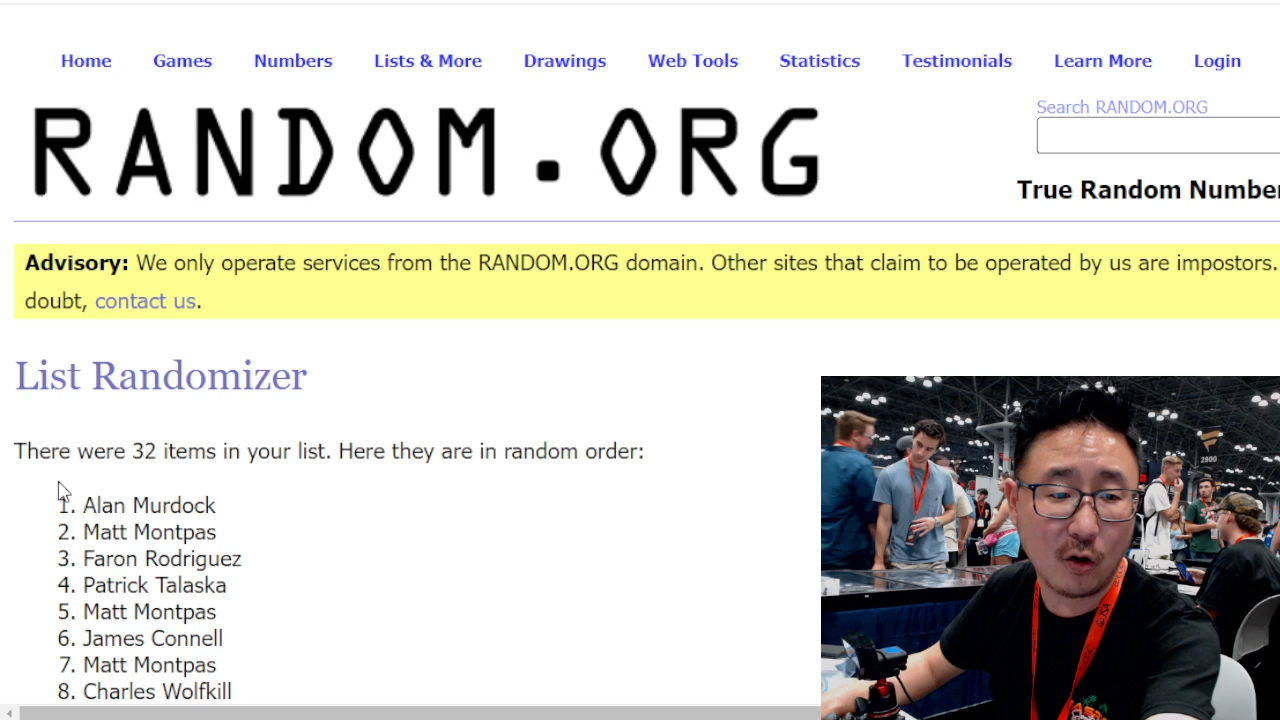 Home Games Numbers Lists & More Drawings Web Tools Statistics Testimonials Learn More Login
RANDOM.ORG
Search RANDOM.ORG
True Random Number
Advisory: We only operate services from the RANDOM.ORG domain. Other sites that claim to be operated by us are impostors.
doubt, contact us.
List Randomizer
There were 32 items in your list. Here they are in random order:
1. Alan Murdock
2. Matt Montpas
3. Faron Rodriguez
4. Patrick Talaska
5. Matt Montpas
6. James Connell
7. Matt Montpas
8. Charles Wolfkill
2900